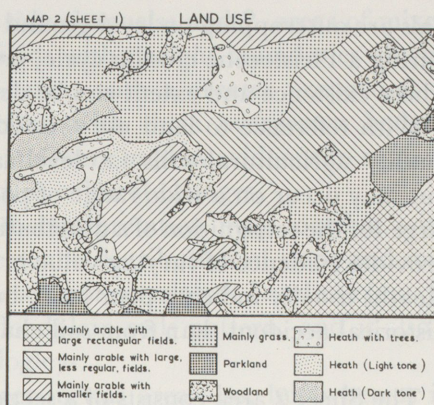 MAP 2 (SHEET 1) LAND USE
Mainly arable with
large rectangular fields.
Mainly arable with large,
less regular, fields.
Mainly arable with
smaller fields.
Mainly grass.
Parkland
Woodland
Heath with trees.
Heath (Light tone)
Heath (Dark tone)